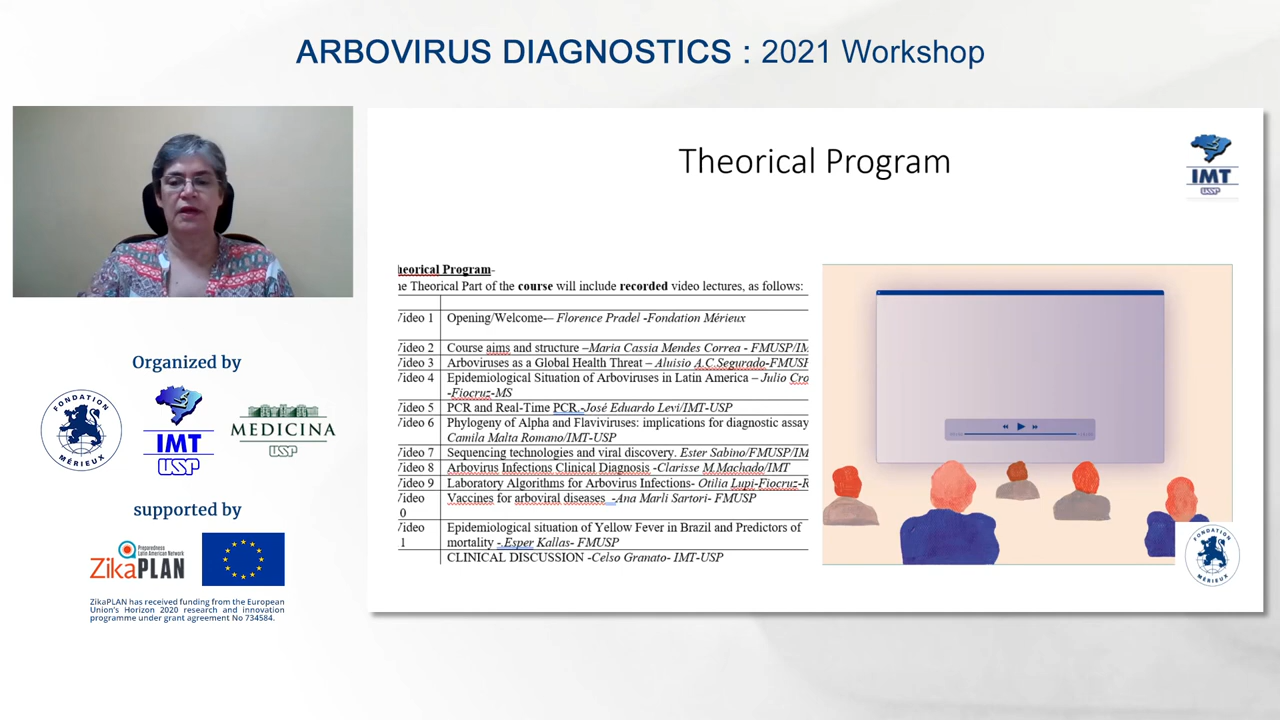 ARBOVIRUS DIAGNOSTICS : 2021 Workshop
Theorical Program
IMT
USP
heorical Program-
he Theorical Part of the course will include recorded video lectures, as follows:
Video 1 Opening/Welcome-– Florence Pradel -Fondation Mérieux
Video 2 Course aims and structure –Maria Cassia Mendes Correa - FMUSP/IM
Video 3 Arboviruses as a Global Health Threat – Aluisio A.C.Segurado-FMUSP
Video 4 Epidemiological Situation of Arboviruses in Latin America – Julio Cro
-Fiocruz-MS
Video 5 PCR and Real-Time PCR.-José Eduardo Levi/IMT-USP
Video 6 Phylogeny of Alpha and Flaviviruses: implications for diagnostic assay
Camila Malta Romano/IMT-USP
Video 7 Sequencing technologies and viral discovery. Ester Sabino/FMUSP/IM
Video 8 Arbovirus Infections Clinical Diagnosis -Clarisse M.Machado/IMT
Video 9 Laboratory Algorithms for Arbovirus Infections- Otilia Lupi-Fiocruz-R
Video Vaccines for arboviral diseases -Ana Marli Sartori- FMUSP
0
Video Epidemiological situation of Yellow Fever in Brazil and Predictors of
1 mortality - Esper Kallas- FMUSP
CLINICAL DISCUSSION -Celso Granato- IMT-USP
FONDATION
MÉRIEUX
Organized by
FONDATION
MÉRIEUX
IMT
USP
MEDICINA
USP
supported by
Preparedness
Latin American Network
ZikaPLAN
ZikaPLAN has received funding from the European
Union's Horizon 2020 research and innovation
programme under grant agreement No 734584.